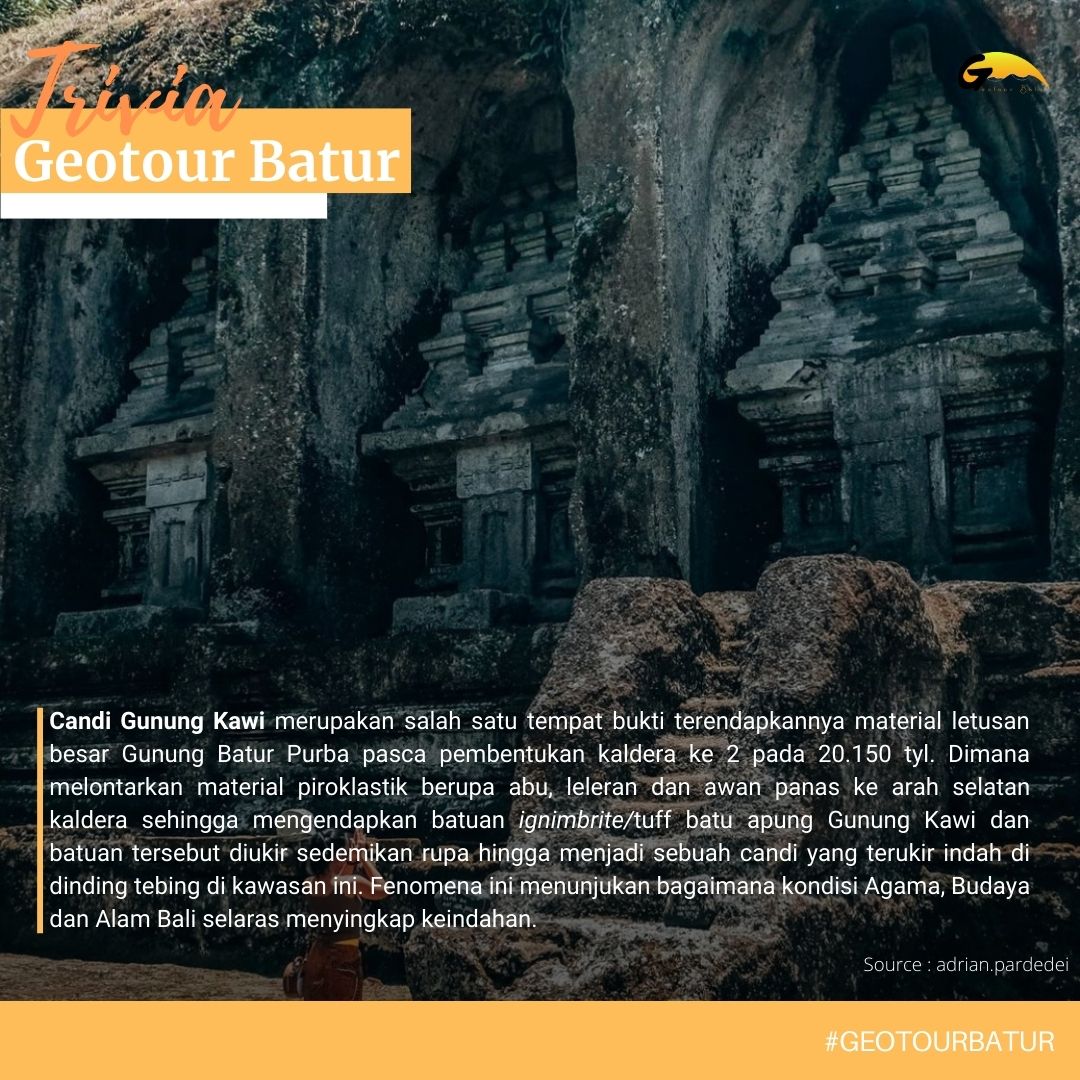 Trivia
Geotour Batur
Candi Gunung Kawi merupakan salah satu tempat bukti terendapkannya material letusan
besar Gunung Batur Purba pasca pembentukan kaldera ke 2 pada 20.150 tyl. Dimana
melontarkan material piroklastik berupa abu, leleran dan awan panas ke arah selatan
kaldera sehingga mengendapkan batuan ignimbrite/tuff batu apung Gunung Kawi dan
batuan tersebut diukir sedemikan rupa hingga menjadi sebuah candi yang terukir indah di
dinding tebing di kawasan ini. Fenomena ini menunjukan bagaimana kondisi Agama, Budaya
dan Alam Bali selaras menyingkap keindahan.
Source : adrian.pardedei
#GEOTOURBATUR